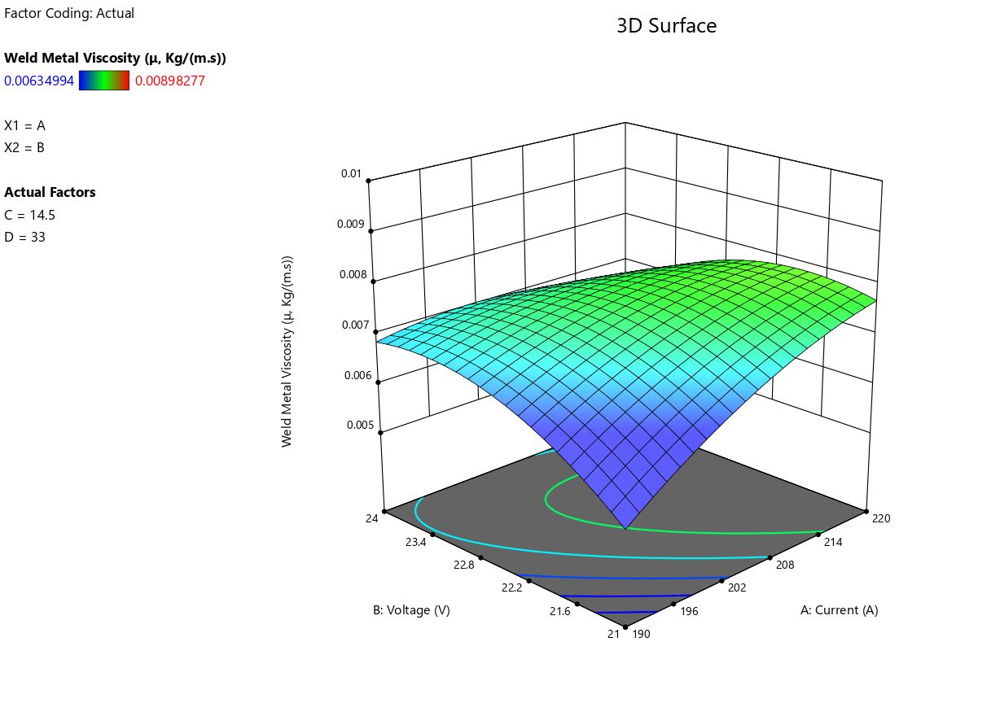 Factor Coding: Actual
3D Surface
Weld Metal Viscosity (µ, Kg/(m.s))
0.00634994 0.00898277
X1 = A
X2 = B
Actual Factors
C = 14.5
D = 33
0.01
0.009
0.008
0.007
0.006
0.005
Weld Metal Viscosity (µ, Kg/(m.s))
24
23.4
22.8
22.2
21.6
21
190
196
202
208
214
220
B: Voltage (V)
A: Current (A)